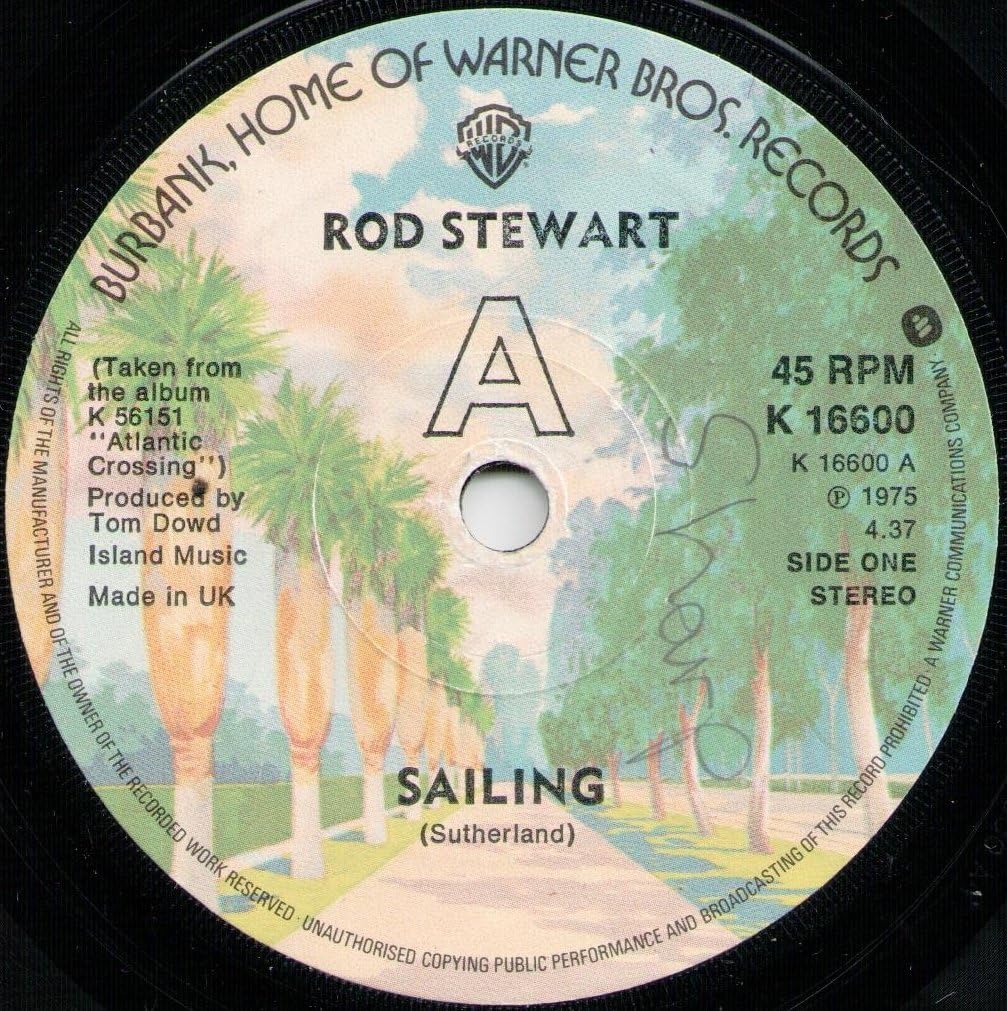 BURBANK, HOME OF WARNER BROS. RECORDS
WB
RECORDS
ROD STEWART
A
(Taken from
the album
K 56151
"Atlantic
Crossing")
Produced by
Tom Dowd
Island Music
Made in UK
45 RPM
K 16600
K 16600 A
℗ 1975
4.37
SIDE ONE
STEREO
Sharp
SAILING
(Sutherland)
ALL RIGHTS OF THE MANUFACTURER AND OF THE OWNER OF THE RECORDED WORK RESERVED · UNAUTHORISED COPYING PUBLIC PERFORMANCE AND BROADCASTING OF THIS RECORD PROHIBITED A WARNER COMMUNICATIONS COMPANY